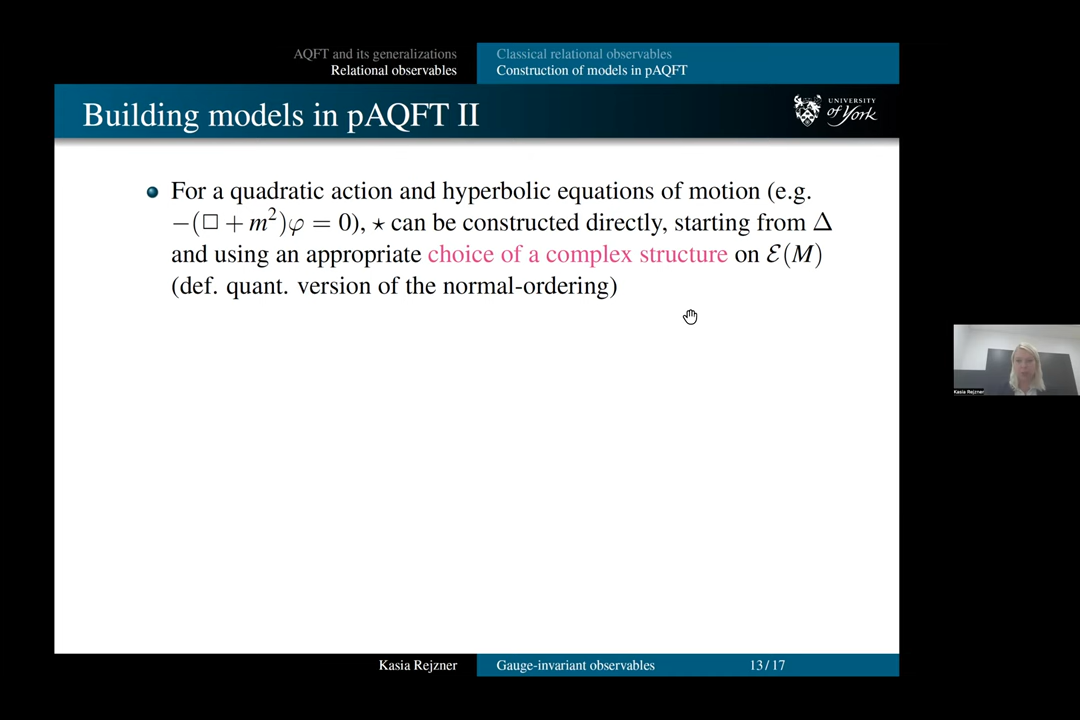 AQFT and its generalizations
Relational observables
Classical relational observables
Construction of models in pAQFT
Building models in pAQFT II
UNIVERSITY
of York
For a quadratic action and hyperbolic equations of motion (e.g.
−(□ + m²)φ = 0), ⋆ can be constructed directly, starting from Δ
and using an appropriate choice of a complex structure on ℰ(M)
(def. quant. version of the normal-ordering)
Kasia Rejzner
Kasia Rejzner
Gauge-invariant observables
13 / 17